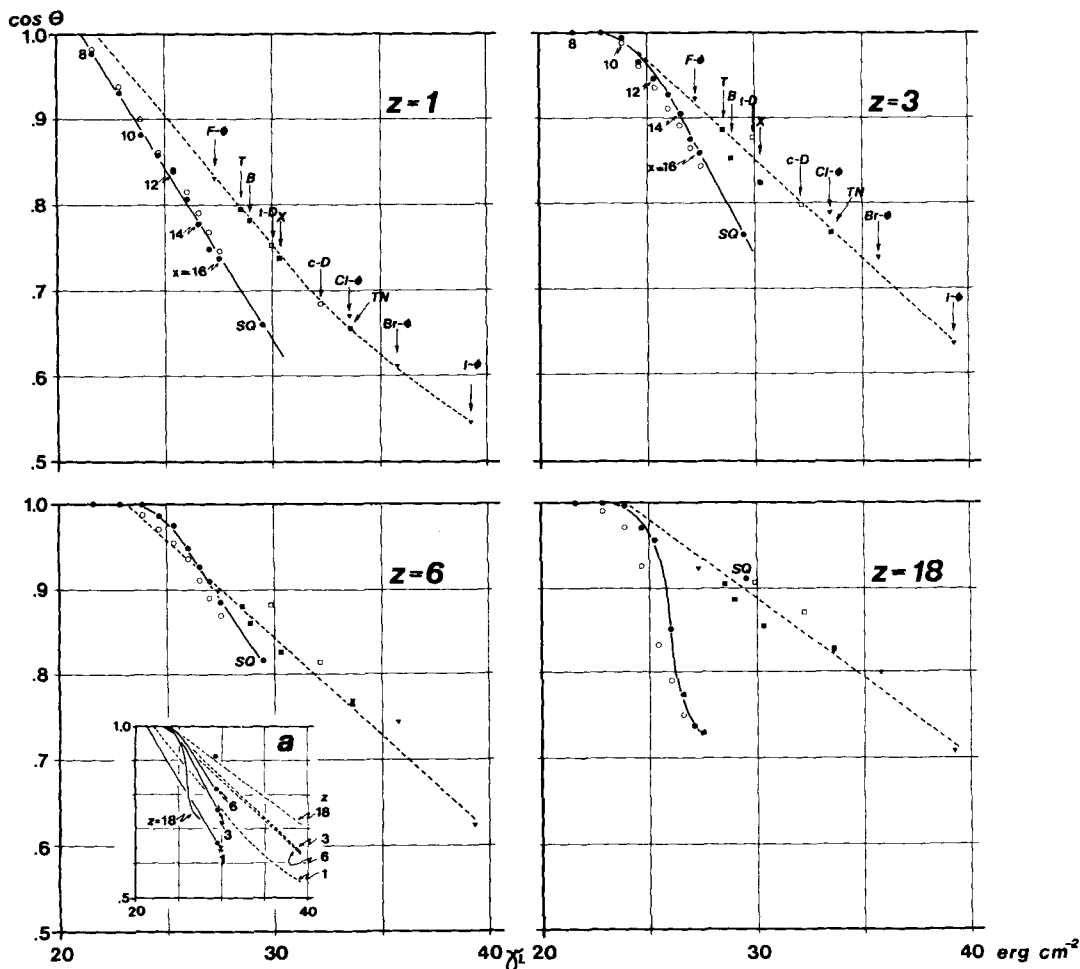 cos θ
1.0
.9
.8
.7
.6
.5
20
30
40
z=1
8
10
12
14
x=16
SQ
F-ϕ
T
B
t-D
X
c-D
Cl-ϕ
TN
Br-ϕ
I-ϕ
z=3
8
10
12
14
x=16
SQ
F-ϕ
T
B
t-D
X
c-D
Cl-ϕ
TN
Br-ϕ
I-ϕ
1.0
.9
.8
.7
.6
.5
z=6
SQ
a
1.0
.5
20
40
z=18
6
3
1
z
18
3
6
1
20
30
z=18
SQ
20
30
40
erg cm⁻²